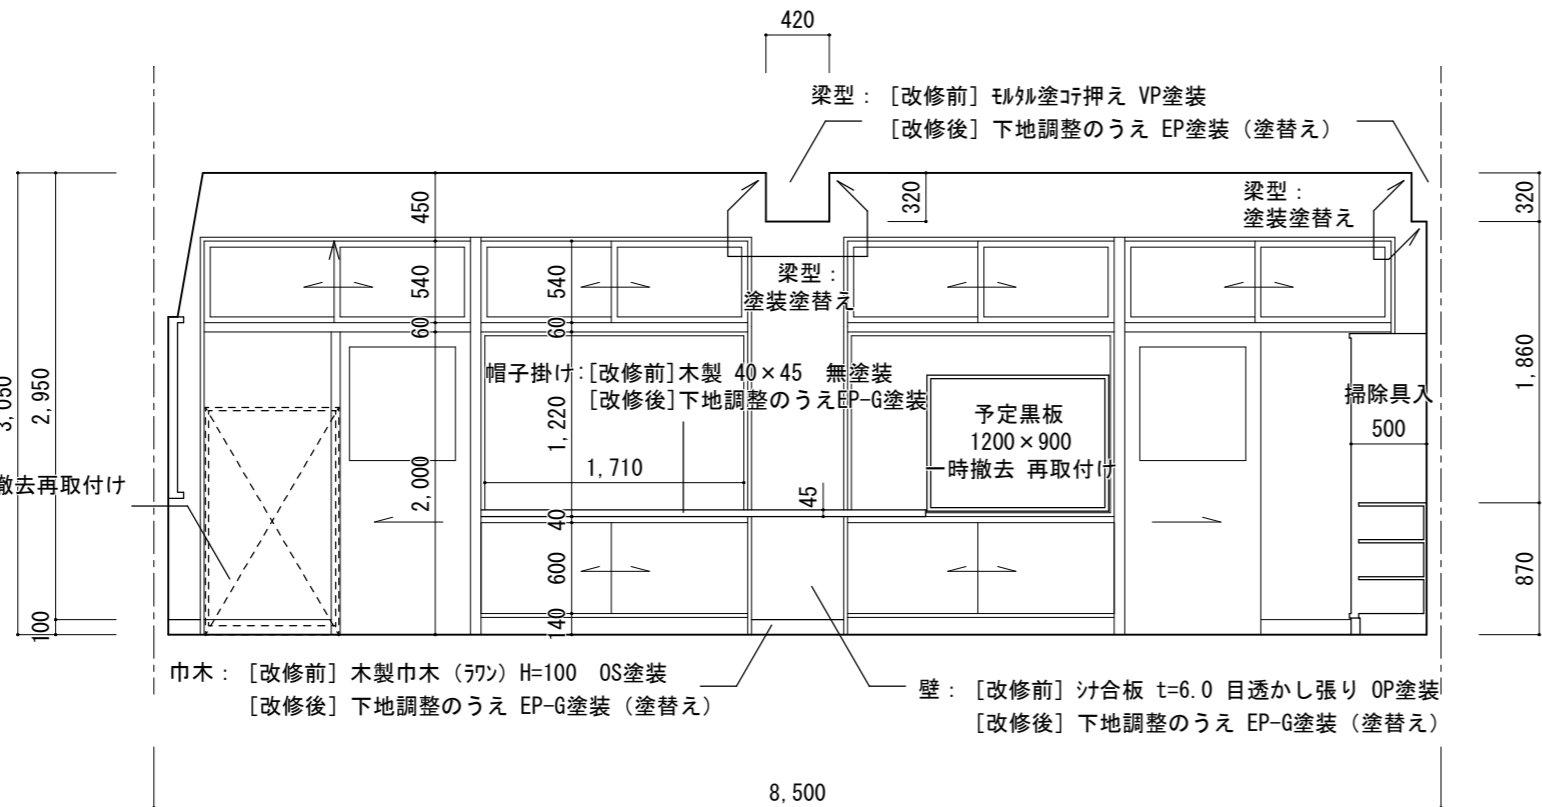 420
梁型： ［改修前］ ﾓﾙﾀﾙ塗ｺﾃ押え VP塗装
［改修後］ 下地調整のうえ EP塗装（塗替え）
3,050
2,950
100
450
540
60
2,000
540
60
1,220
40
600
140
320
梁型：
塗装塗替え
梁型：
塗装塗替え
320
1,860
870
帽子掛け：［改修前］木製 40×45 無塗装
［改修後］下地調整のうえEP-G塗装
1,710
45
予定黒板
1200×900
一時撤去 再取付け
掃除具入
500
撤去再取付け
巾木： ［改修前］ 木製巾木（ﾗﾜﾝ）H=100 OS塗装
［改修後］ 下地調整のうえ EP-G塗装（塗替え）
壁： ［改修前］ ｼﾅ合板 t=6.0 目透かし張り OP塗装
［改修後］ 下地調整のうえ EP-G塗装（塗替え）
8,500